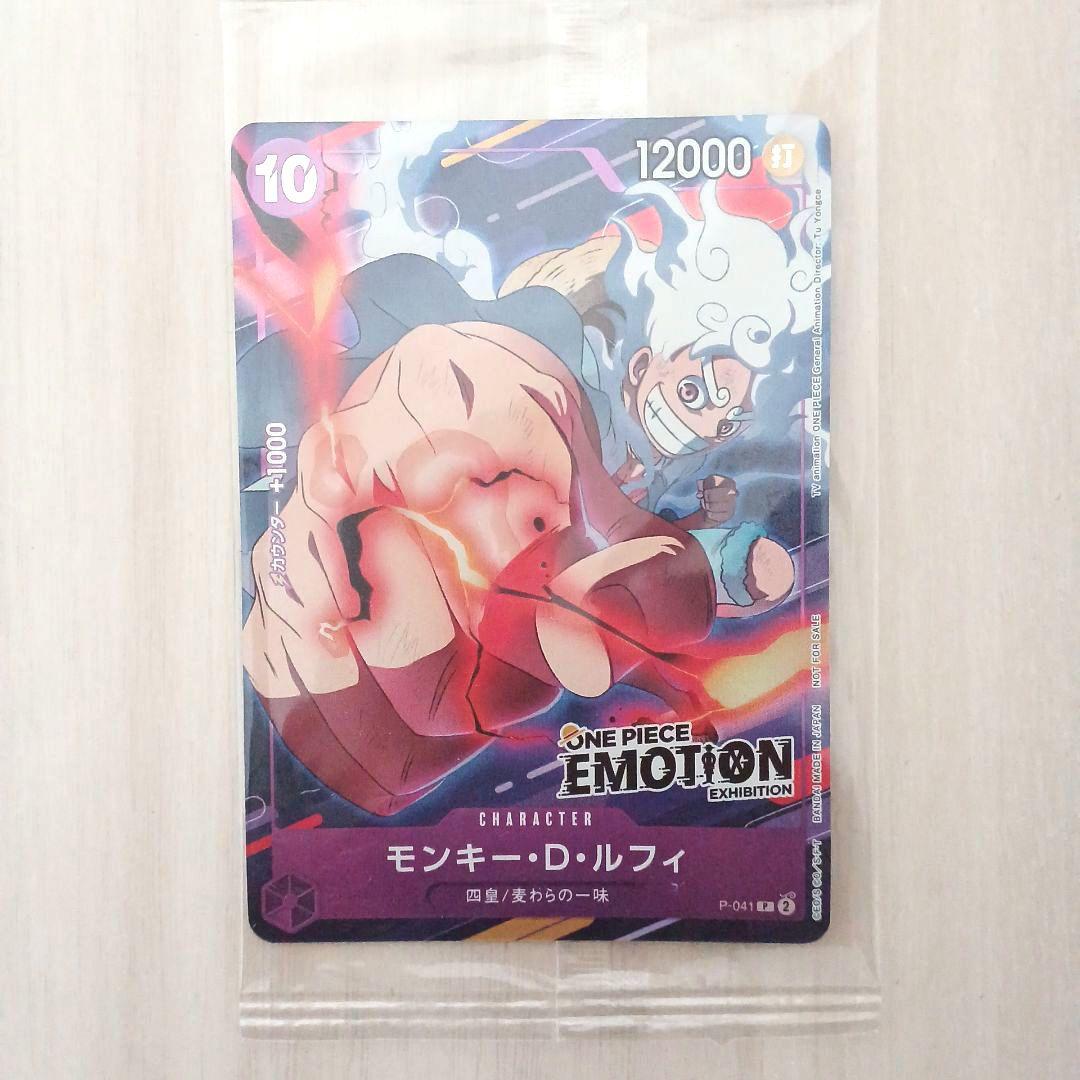 10
12000
打
TV animation ONE PIECE General Animation Director: Tu Yongce
カウンター +1000
NOT FOR SALE
BANDAI MADE IN JAPAN
ONE PIECE
EMOTION
EXHIBITION
CHARACTER
モンキー・D・ルフィ
四皇/麦わらの一味
P-041 P 2